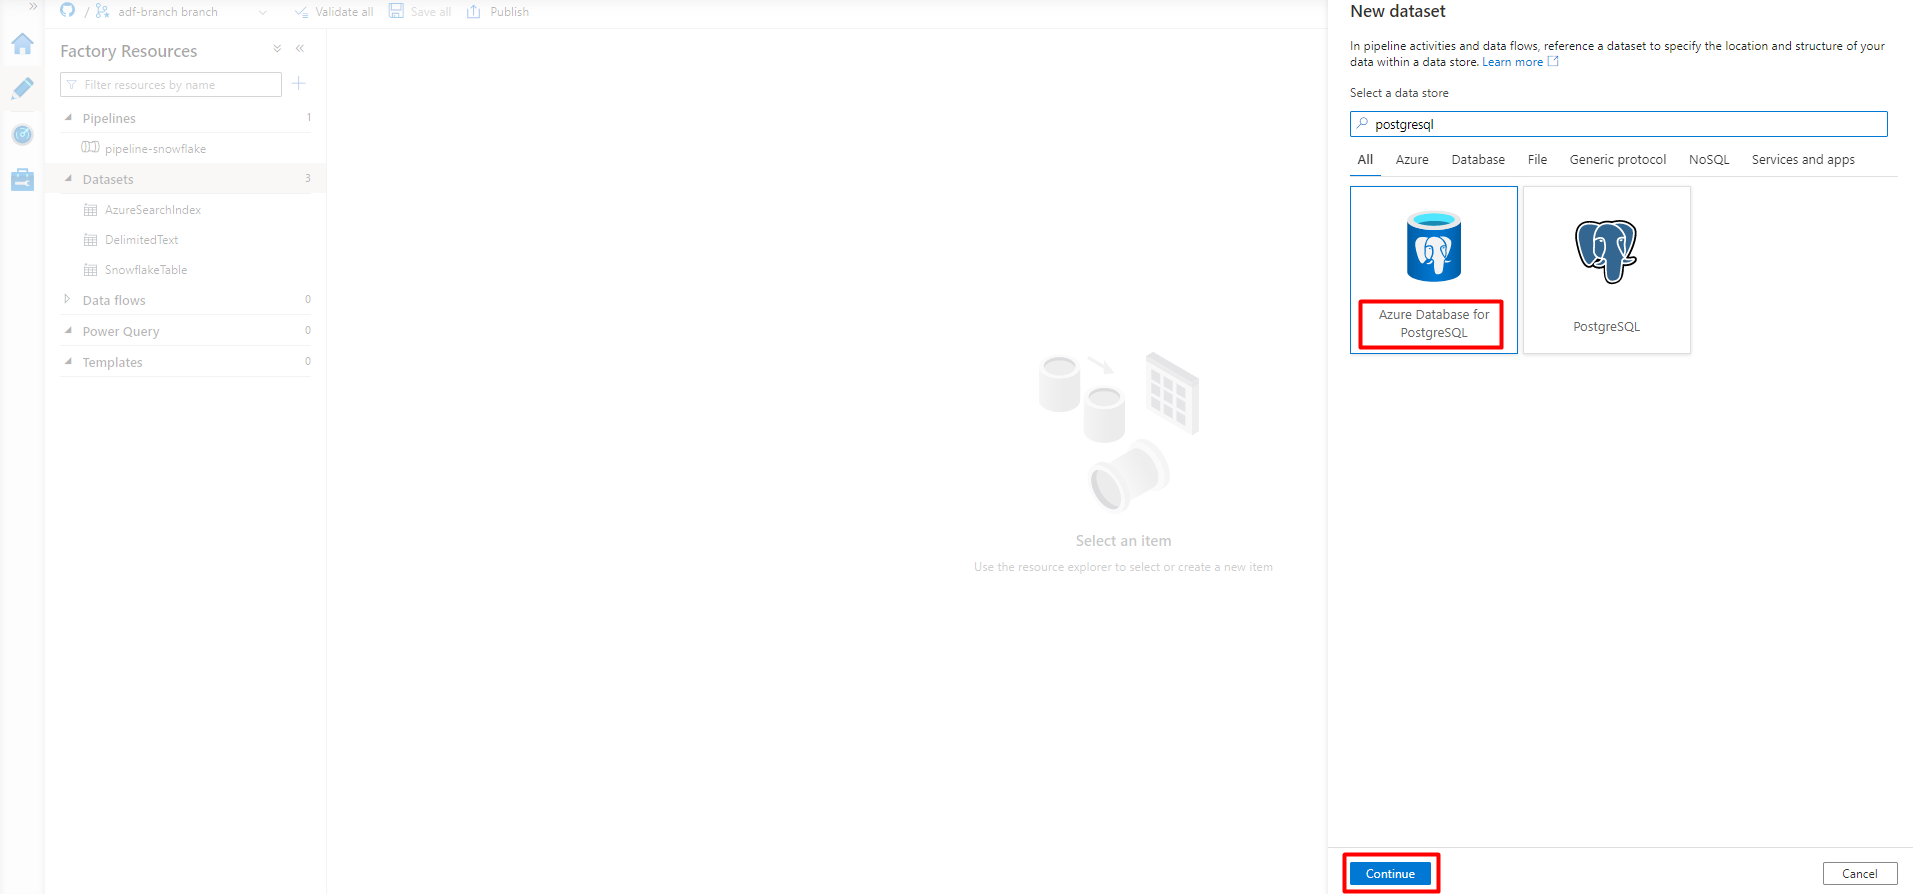 / adf-branch branch
Validate all
Save all
Publish
Factory Resources
Filter resources by name
Pipelines 1
pipeline-snowflake
Datasets 3
AzureSearchIndex
DelimitedText
SnowflakeTable
Data flows 0
Power Query 0
Templates 0
Select an item
Use the resource explorer to select or create a new item
New dataset
In pipeline activities and data flows, reference a dataset to specify the location and structure of your
data within a data store. Learn more
Select a data store
postgresql
All Azure Database File Generic protocol NoSQL Services and apps
Azure Database for
PostgreSQL
PostgreSQL
Continue
Cancel